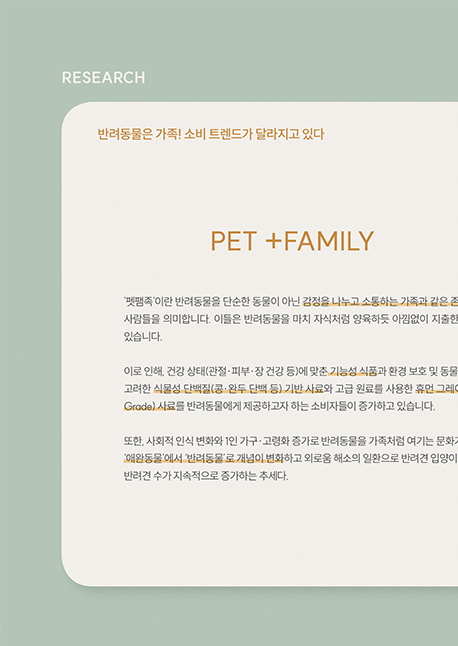 RESEARCH
반려동물은 가족! 소비 트렌드가 달라지고 있다
PET +FAMILY
'펫팸족'이란 반려동물을 단순한 동물이 아닌 감정을 나누고 소통하는 가족과 같은 존
사람들을 의미합니다. 이들은 반려동물을 마치 자식처럼 양육하듯 아낌없이 지출한
있습니다.
이로 인해, 건강 상태(관절·피부·장 건강 등)에 맞춘 기능성 식품과 환경 보호 및 동물
고려한 식물성 단백질(콩·완두 단백 등) 기반 사료와 고급 원료를 사용한 휴먼 그레이
Grade) 사료를 반려동물에게 제공하고자 하는 소비자들이 증가하고 있습니다.
또한, 사회적 인식 변화와 1인 가구·고령화 증가로 반려동물을 가족처럼 여기는 문화가
'애완동물'에서 '반려동물'로 개념이 변화하고 외로움 해소의 일환으로 반려견 입양이
반려견 수가 지속적으로 증가하는 추세다.